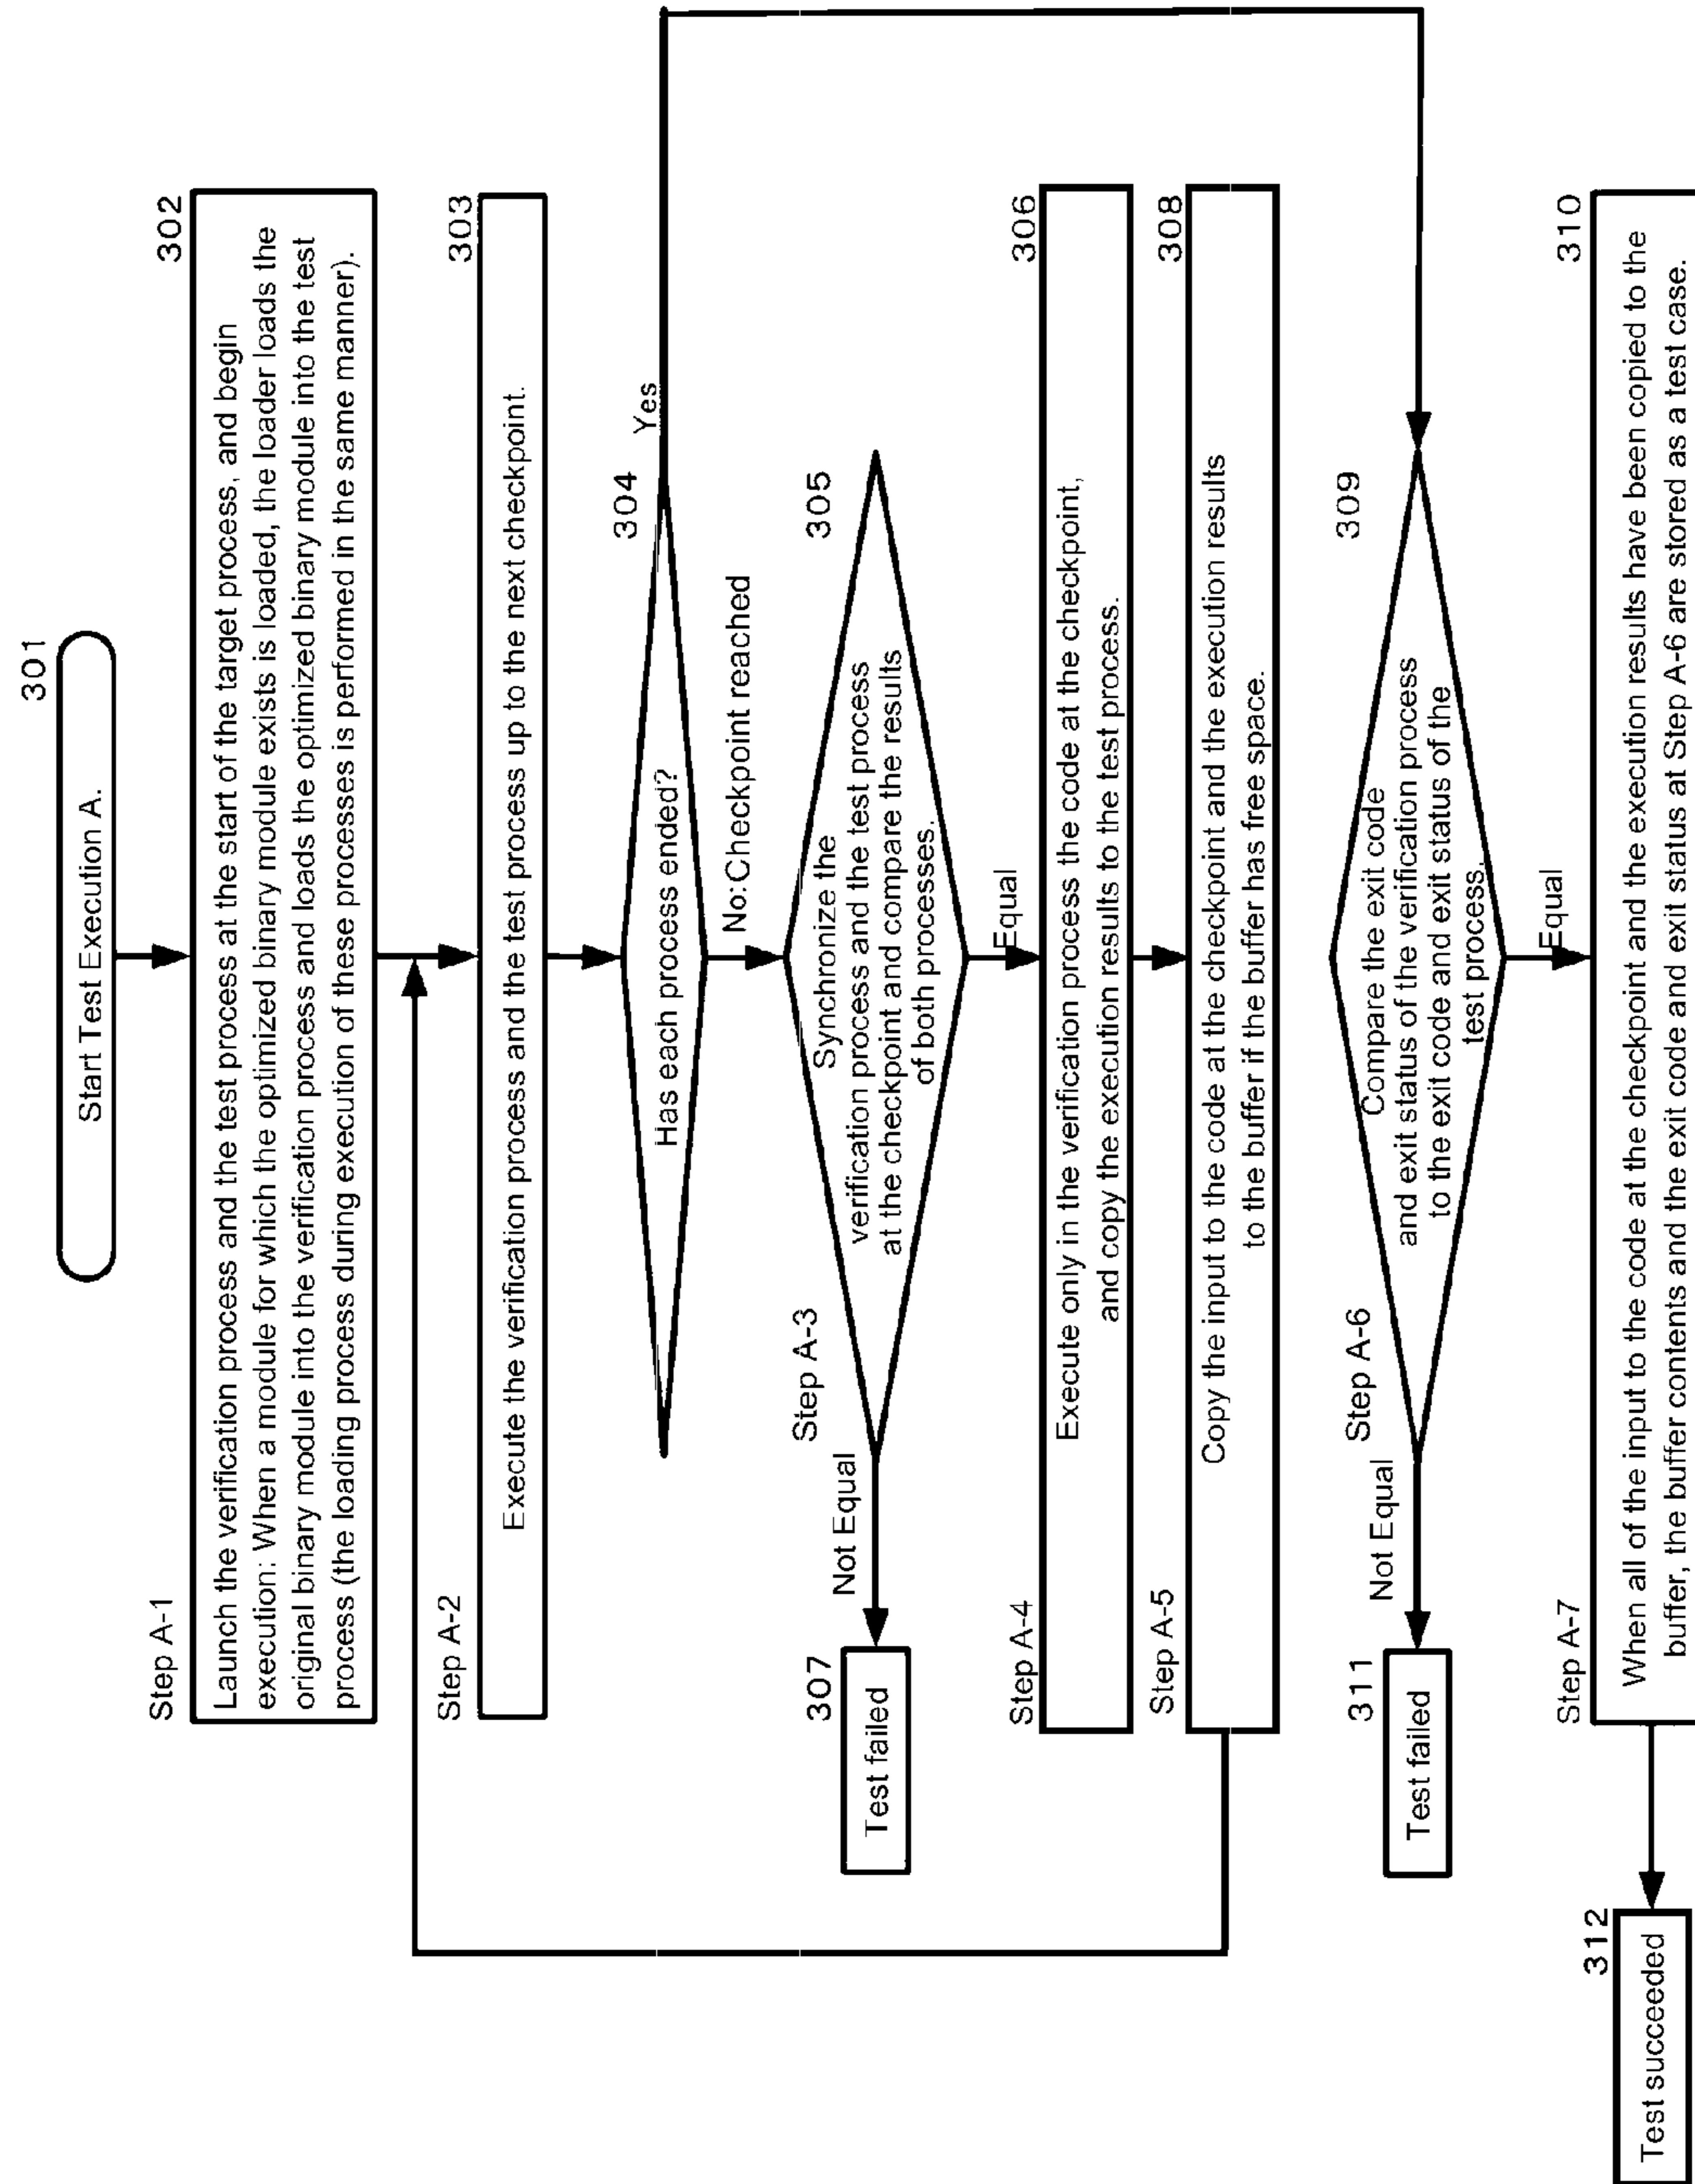 301
Start Test Execution A.
Step A-1
302
Launch the verification process and the test process at the start of the target process, and begin
execution: When a module for which the optimized binary module exists is loaded, the loader loads the
original binary module into the verification process and loads the optimized binary module into the test
process (the loading process during execution of these processes is performed in the same manner).
Step A-2
303
Execute the verification process and the test process up to the next checkpoint.
304
Has each process ended?
Yes
No:Checkpoint reached
Step A-3
305
Synchronize the
verification process and the test process
at the checkpoint and compare the results
of both processes.
Not Equal
307
Test failed
Equal
Step A-4
306
Execute only in the verification process the code at the checkpoint,
and copy the execution results to the test process.
Step A-5
308
Copy the input to the code at the checkpoint and the execution results
to the buffer if the buffer has free space.
Step A-6
309
Compare the exit code
and exit status of the verification process
to the exit code and exit status of the
test process.
Not Equal
311
Test failed
Equal
Step A-7
310
When all of the input to the code at the checkpoint and the execution results have been copied to the
buffer, the buffer contents and the exit code and exit status at Step A-6 are stored as a test case.
312
Test succeeded